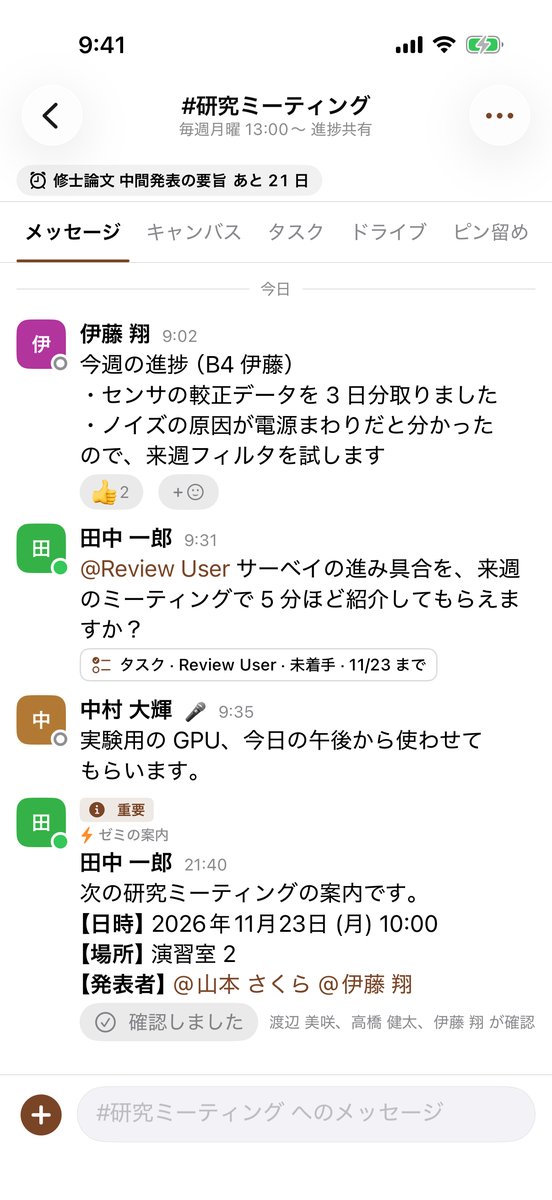 9:41
#研究ミーティング
毎週月曜 13:00〜 進捗共有
修士論文 中間発表の要旨 あと 21 日
メッセージ キャンバス タスク ドライブ ピン留め
今日
伊
伊藤 翔 9:02
今週の進捗（B4 伊藤）
・センサの較正データを 3 日分取りました
・ノイズの原因が電源まわりだと分かった
ので、来週フィルタを試します
👍 2
+
田
田中 一郎 9:31
@Review User サーベイの進み具合を、来週
のミーティングで 5 分ほど紹介してもらえま
すか？
タスク · Review User · 未着手 · 11/23 まで
中
中村 大輝 🎤 9:35
実験用の GPU、今日の午後から使わせて
もらいます。
田
重要
⚡ ゼミの案内
田中 一郎 21:40
次の研究ミーティングの案内です。
【日時】 2026年11月23日 (月) 10:00
【場所】 演習室 2
【発表者】 @山本 さくら @伊藤 翔
確認しました 渡辺 美咲、高橋 健太、伊藤 翔 が確認
#研究ミーティング へのメッセージ